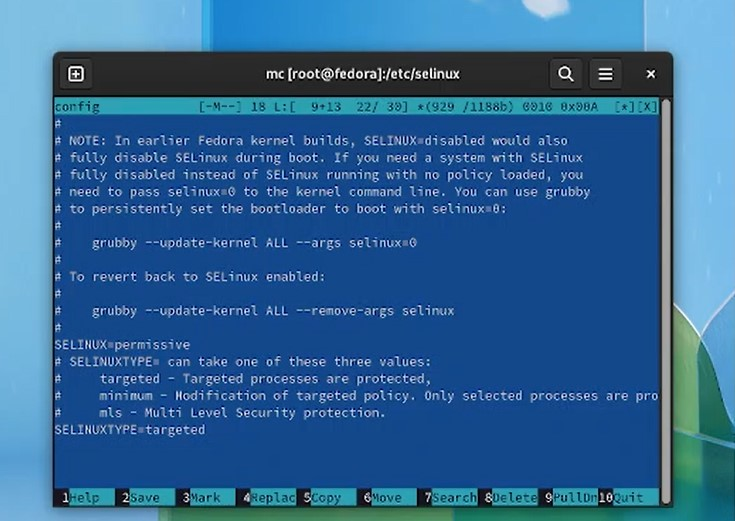 mc [root@fedora]:/etc/selinux
config [-M--] 18 L:[ 9+13 22/ 30] *(929 /1188b) 0010 0x00A [*][X]
#
# NOTE: In earlier Fedora kernel builds, SELINUX=disabled would also
# fully disable SELinux during boot. If you need a system with SELinux
# fully disabled instead of SELinux running with no policy loaded, you
# need to pass selinux=0 to the kernel command line. You can use grubby
# to persistently set the bootloader to boot with selinux=0:
#
# grubby --update-kernel ALL --args selinux=0
#
# To revert back to SELinux enabled:
#
# grubby --update-kernel ALL --remove-args selinux
#
SELINUX=permissive
# SELINUXTYPE= can take one of these three values:
# targeted - Targeted processes are protected,
# minimum - Modification of targeted policy. Only selected processes are pro
# mls - Multi Level Security protection.
SELINUXTYPE=targeted
1Help 2Save 3Mark 4Replac 5Copy 6Move 7Search 8Delete 9PullDn 10Quit